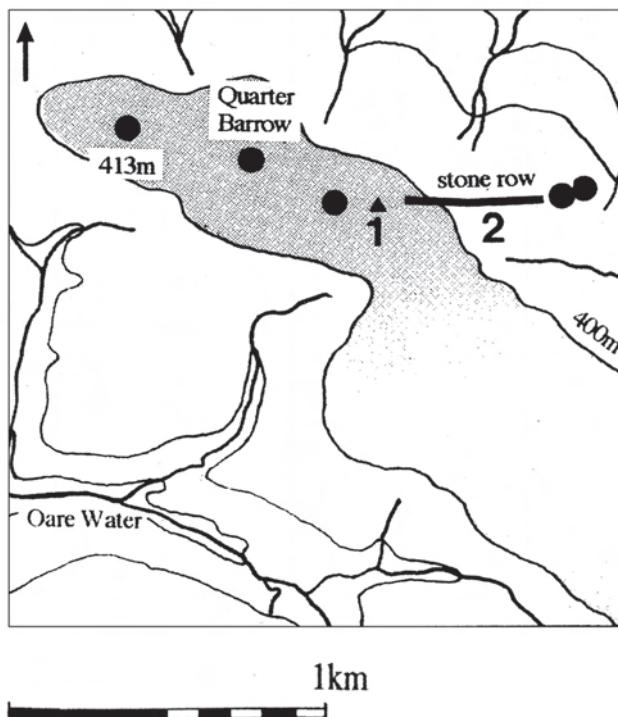 Quarter
Barrow
413m
stone row
1
2
400m
Oare Water
1km